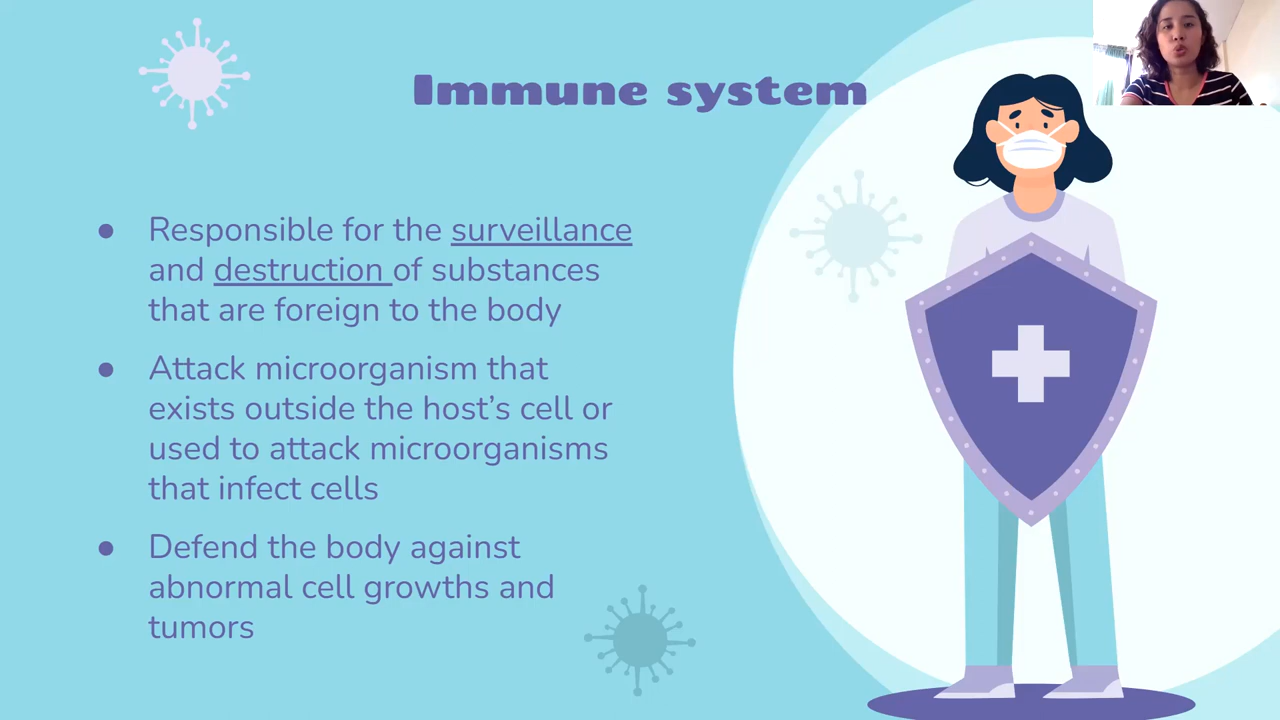 Immune system
● Responsible for the surveillance
and destruction of substances
that are foreign to the body
● Attack microorganism that
exists outside the host’s cell or
used to attack microorganisms
that infect cells
● Defend the body against
abnormal cell growths and
tumors